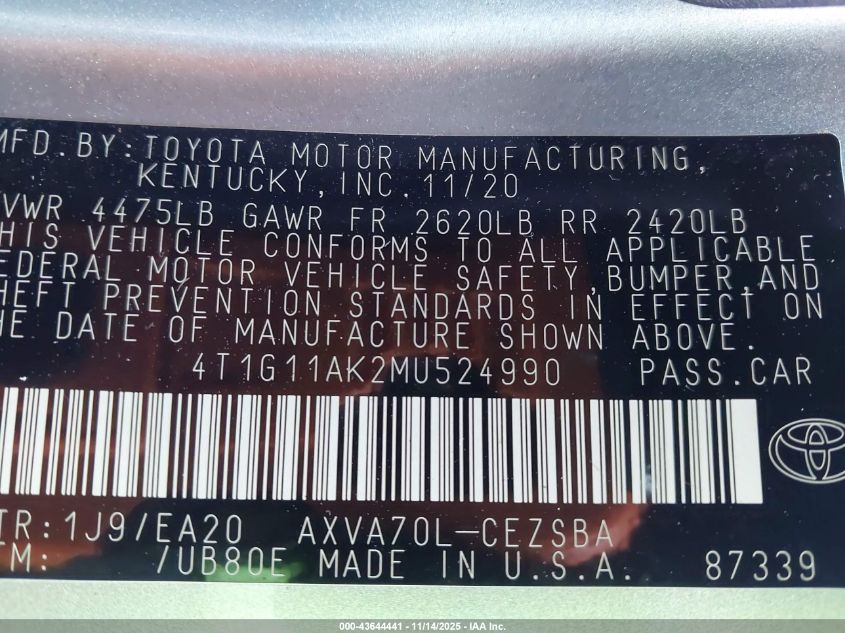 MFD. BY: TOYOTA MOTOR MANUFACTURING,
KENTUCKY, INC. 11/20
VWR 4475LB GAWR FR 2620LB RR 2420LB
HIS VEHICLE CONFORMS TO ALL APPLICABLE
EDERAL MOTOR VEHICLE SAFETY, BUMPER, AND
HEFT PREVENTION STANDARDS IN EFFECT ON
HE DATE OF MANUFACTURE SHOWN ABOVE.
4T1G11AK2MU524990 PASS. CAR
TR: 1J9/EA20 AXVA70L-CEZSBA
M: /UB80E MADE IN U.S.A. 87339
000-43644441 - 11/14/2025 - IAA Inc.